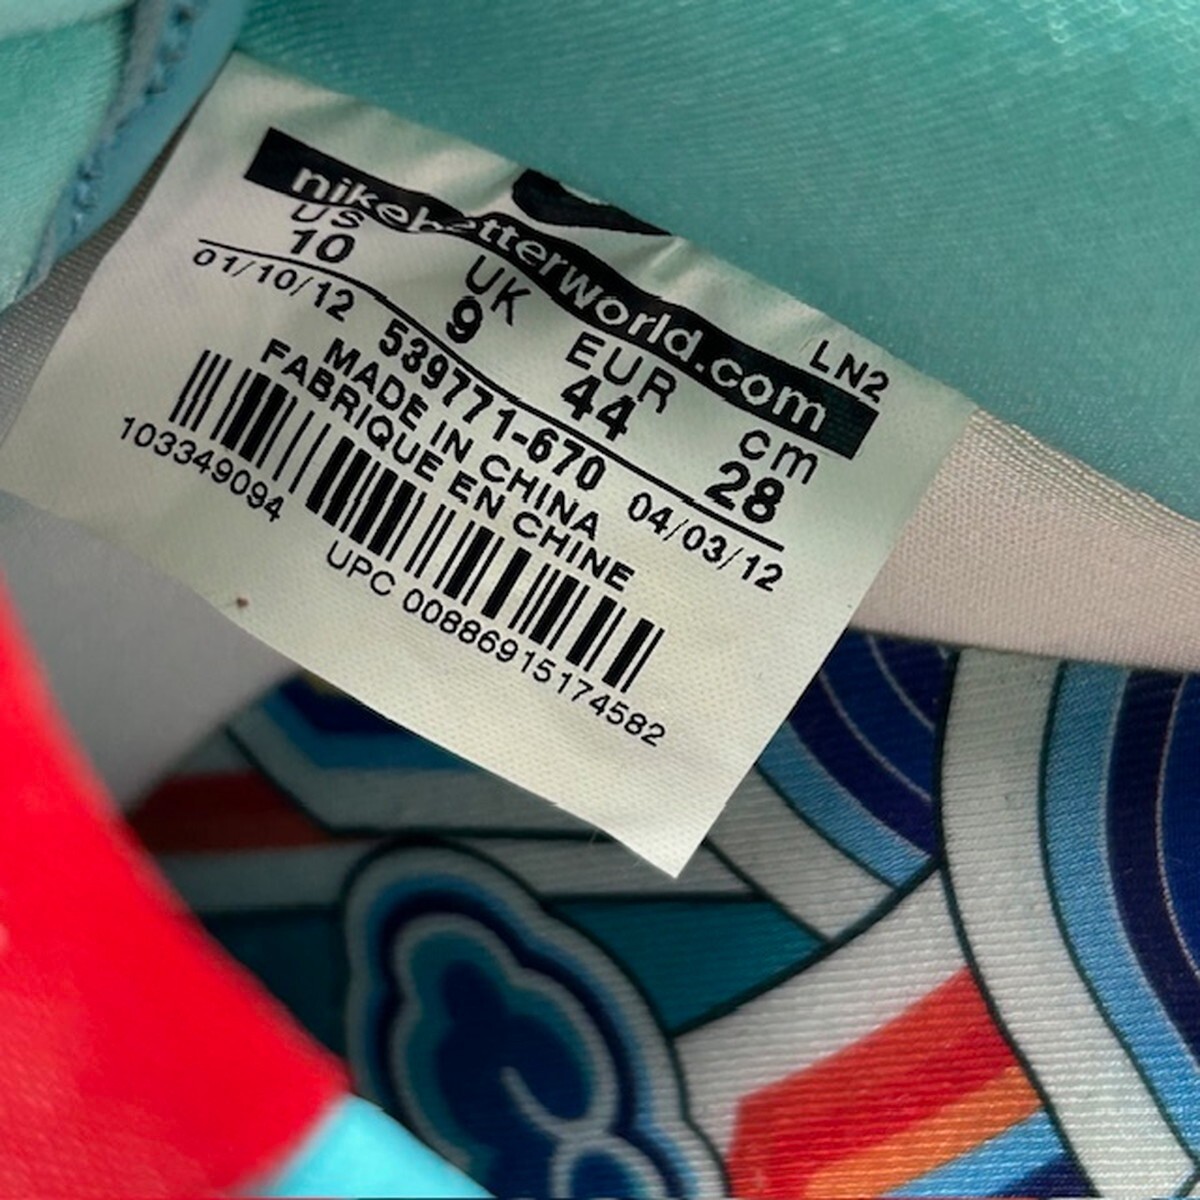 nikebetterworld.com LN2
US UK EUR cm
10 9 44 28
01/10/12 539771-670 04/03/12
MADE IN CHINA
FABRIQUE EN CHINE
103349094
UPC 00886915174582